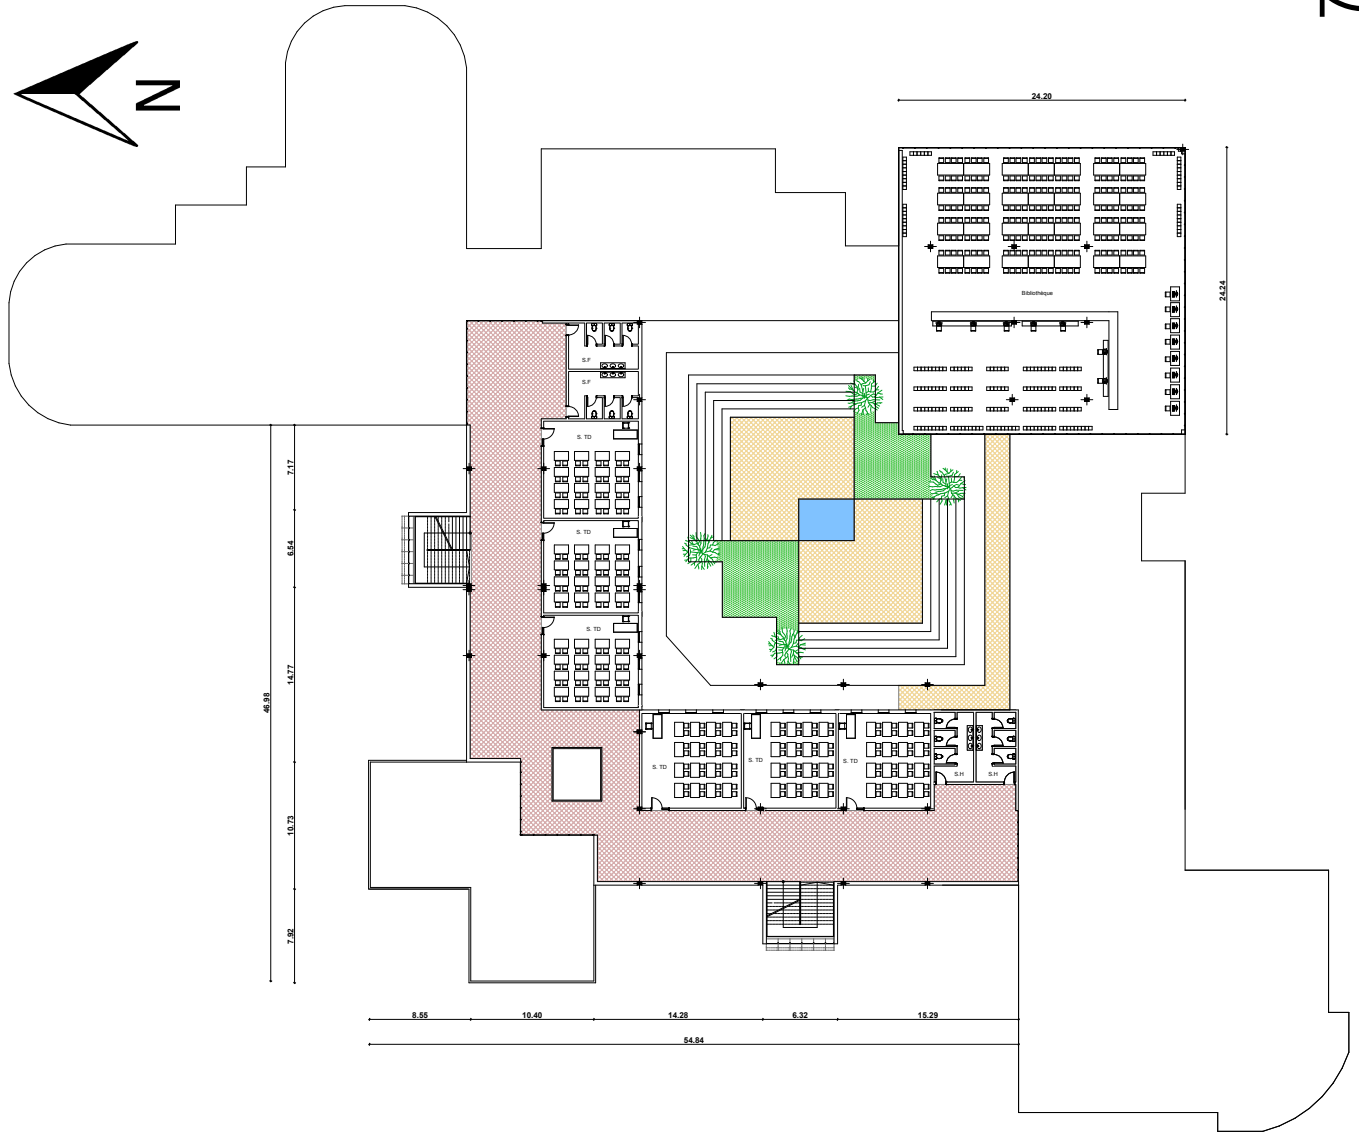 N
24.20
24.24
Bibliothèque
S.F
S.F
S. TD
S. TD
S. TD
S. TD
S. TD
S. TD
S.H
S.H
7.17
6.54
14.77
46.98
10.73
7.92
8.55
10.40
14.28
6.32
15.29
54.84